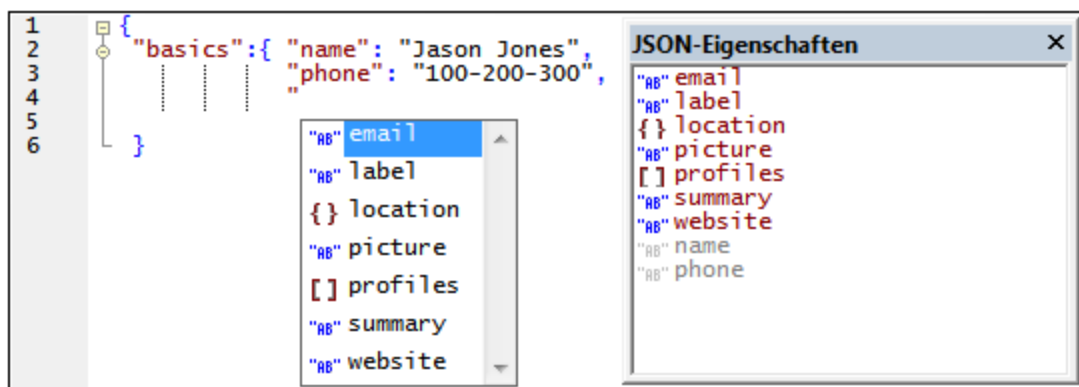 1 {
2 "basics":{ "name": "Jason Jones",
3 "phone": "100-200-300",
4 "
5
6 }
"AB" email
"AB" label
{} location
"AB" picture
[] profiles
"AB" summary
"AB" website
JSON-Eigenschaften ×
"AB" email
"AB" label
{} location
"AB" picture
[] profiles
"AB" summary
"AB" website
"AB" name
"AB" phone